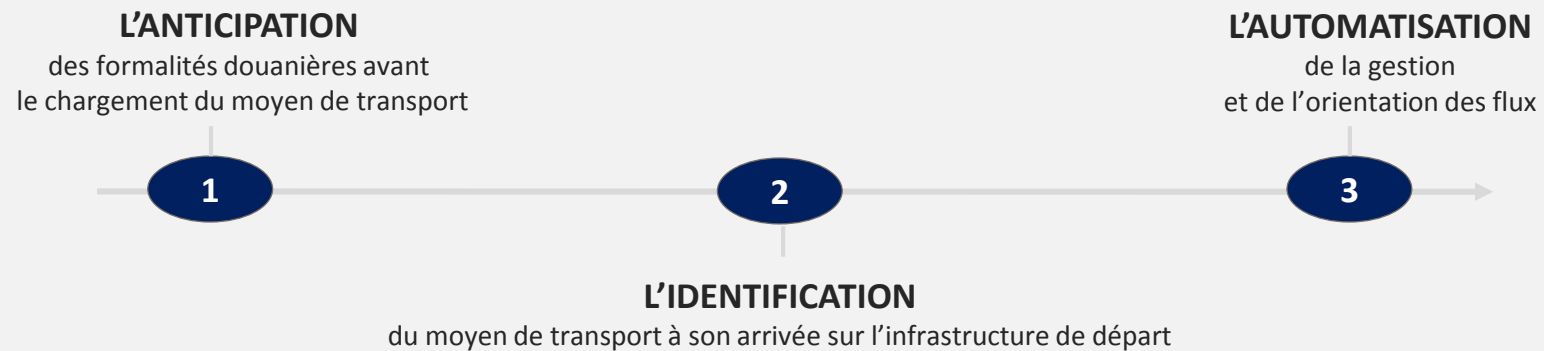 L’ANTICIPATION
des formalités douanières avant
le chargement du moyen de transport
1
2
L’IDENTIFICATION
du moyen de transport à son arrivée sur l’infrastructure de départ
L’AUTOMATISATION
de la gestion
et de l’orientation des flux
3